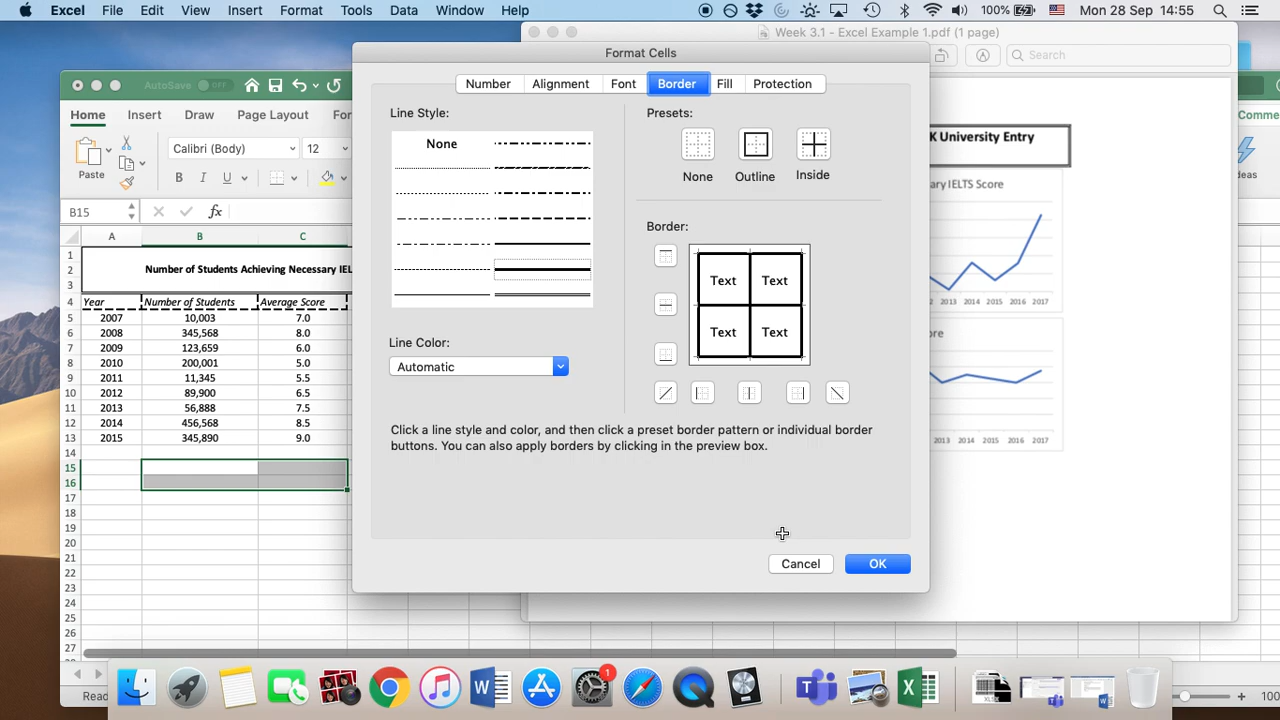 Excel File Edit View Insert Format Tools Data Window Help 100% Mon 28 Sep 14:55
Week 3.1 - Excel Example 1.pdf (1 page)
Search
AutoSave OFF
Home Insert Draw Page Layout
Comme
Paste
Calibri (Body) 12
B I U
deas
B15 fx
Format Cells
Number Alignment Font Border Fill Protection
Line Style:
None
Line Color:
Automatic
Presets:
None Outline Inside
Border:
Text Text
Text Text
Click a line style and color, and then click a preset border pattern or individual border
buttons. You can also apply borders by clicking in the preview box.
Cancel OK
A B C
1
2 Number of Students Achieving Necessary IEL
3
4 Year Number of Students Average Score
5 2007 10,003 7.0
6 2008 345,568 8.0
7 2009 123,659 6.0
8 2010 200,001 5.0
9 2011 11,345 5.5
10 2012 89,900 6.5
11 2013 56,888 7.5
12 2014 456,568 8.5
13 2015 345,890 9.0
14
15
16
17
18
19
20
21
22
23
24
25
26
27
K University Entry
ary IELTS Score
2012 2013 2014 2015 2016 2017
ore
2012 2013 2014 2015 2016 2017
Read
100
1